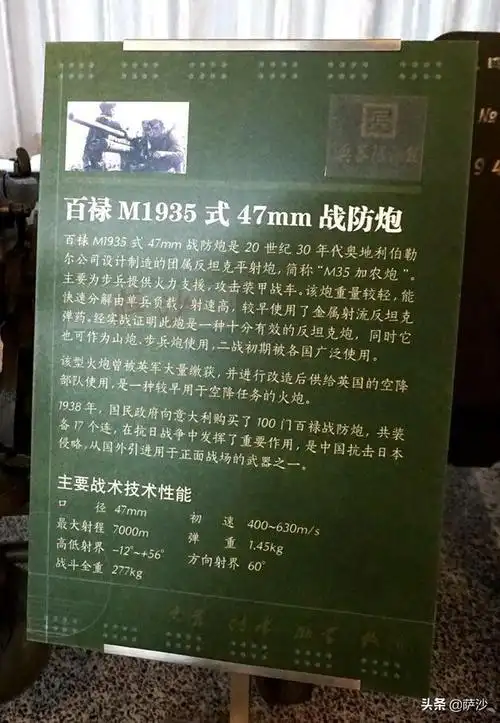 百禄 M1935 式 47mm 战防炮
百禄 M1935 式 47mm 战防炮是 20 世纪 30 年代奥地利伯勒
尔公司设计制造的团属反坦克平射炮，简称“M35 加农炮”。
主要为步兵提供火力支援，攻击装甲战车。该炮重量较轻，能
快速分解由单兵负载，射速高，较早使用了金属射流反坦克
弹药。经实战证明此炮是一种十分有效的反坦克炮，同时它
也可作为山炮、步兵炮使用，二战初期被各国广泛使用。
该型火炮曾被英军大量缴获，并进行改造后供给英国的空降
部队使用，是一种较早用于空降任务的火炮。
1938 年，国民政府向意大利购买了 100 门百禄战防炮，共装
备 17 个连，在抗日战争中发挥了重要作用，是中国抗击日本
侵略，从国外引进用于正面战场的武器之一。
主要战术技术性能
口 径 47mm 初 速 400~630m/s
最大射程 7000m 弹 重 1.45kg
高低射界 -12°~+56° 方向射界 60°
战斗全重 277kg
头条 @萨沙